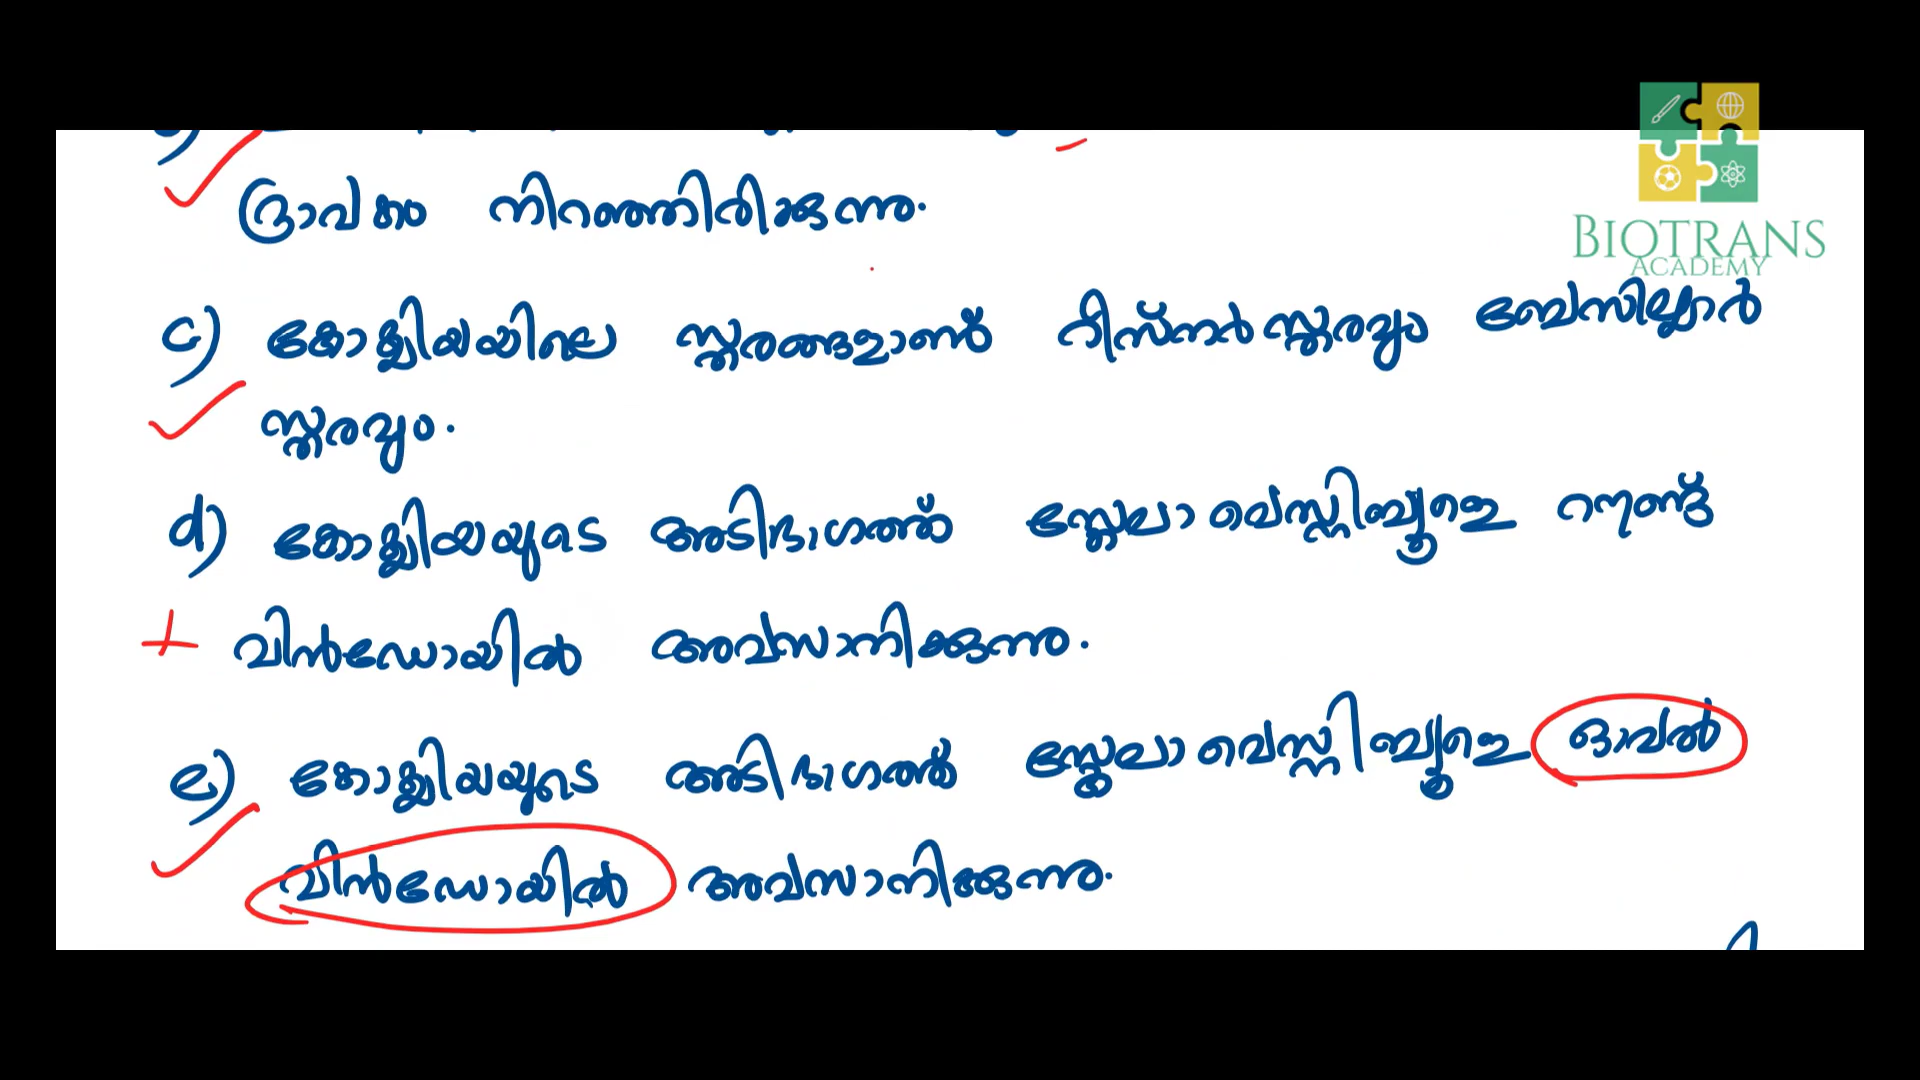 ദ്രാവകം നിറഞ്ഞിരിക്കുന്നു.
BIOTRANS
ACADEMY
c) കോക്ലിയയിലെ സ്തരങ്ങളാണ് റീസ്നർ സ്തരവും ബേസില്ലാർ
സ്തരവും.
d) കോക്ലിയയുടെ അടിഭാഗത്ത് സ്കേലാ വെസ്റ്റിബ്യൂളൈ റൗണ്ട്
വിൻഡോയിൽ അവസാനിക്കുന്നു.
e) കോക്ലിയയുടെ അടിഭാഗത്ത് സ്കേലാ വെസ്റ്റിബ്യൂളൈ ഓവൽ
വിൻഡോയിൽ അവസാനിക്കുന്നു.